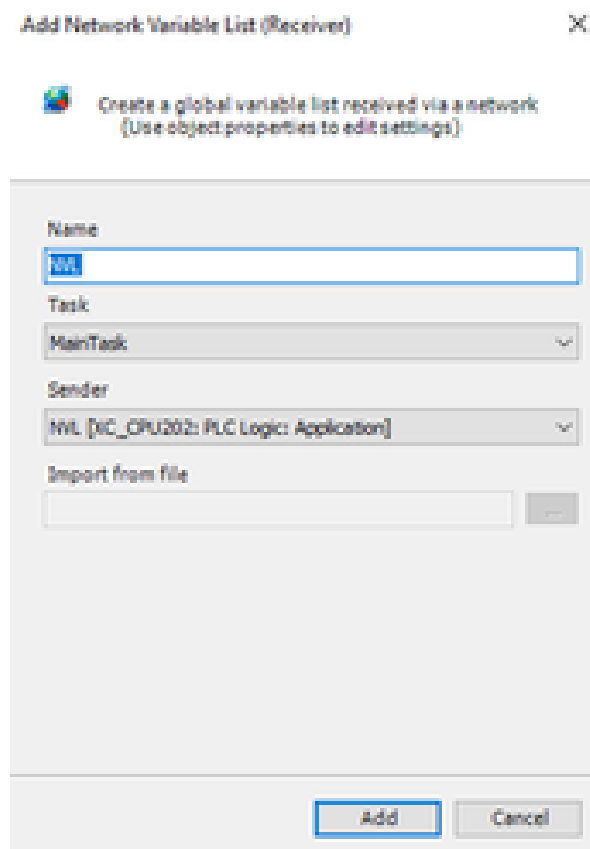 Add Network Variable List (Receiver)
Create a global variable list received via a network
(Use object properties to edit settings)
Name
NVL
Task
MainTask
Sender
NVL [XC_CPU202: PLC Logic: Application]
Import from file
...
Add
Cancel